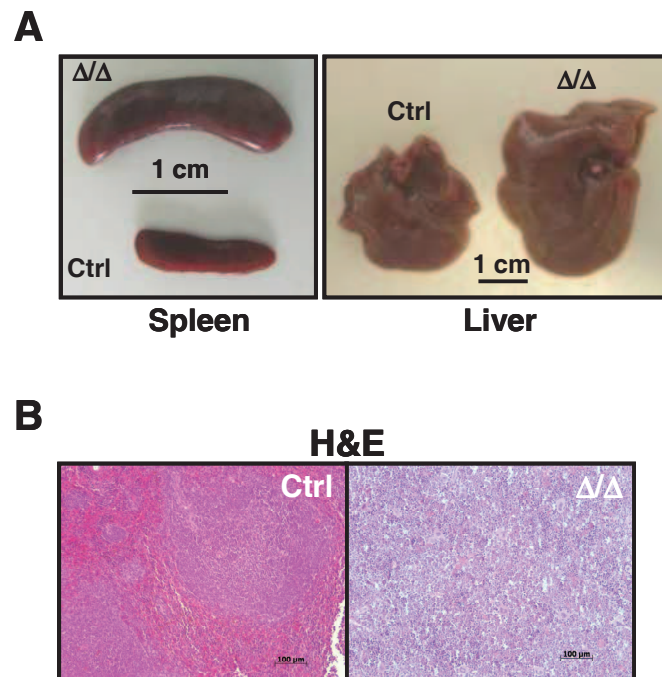 A
Δ/Δ
1 cm
Ctrl
Ctrl
Δ/Δ
1 cm
Spleen
Liver
B
H&E
Ctrl
Δ/Δ
100 µm
100 µm